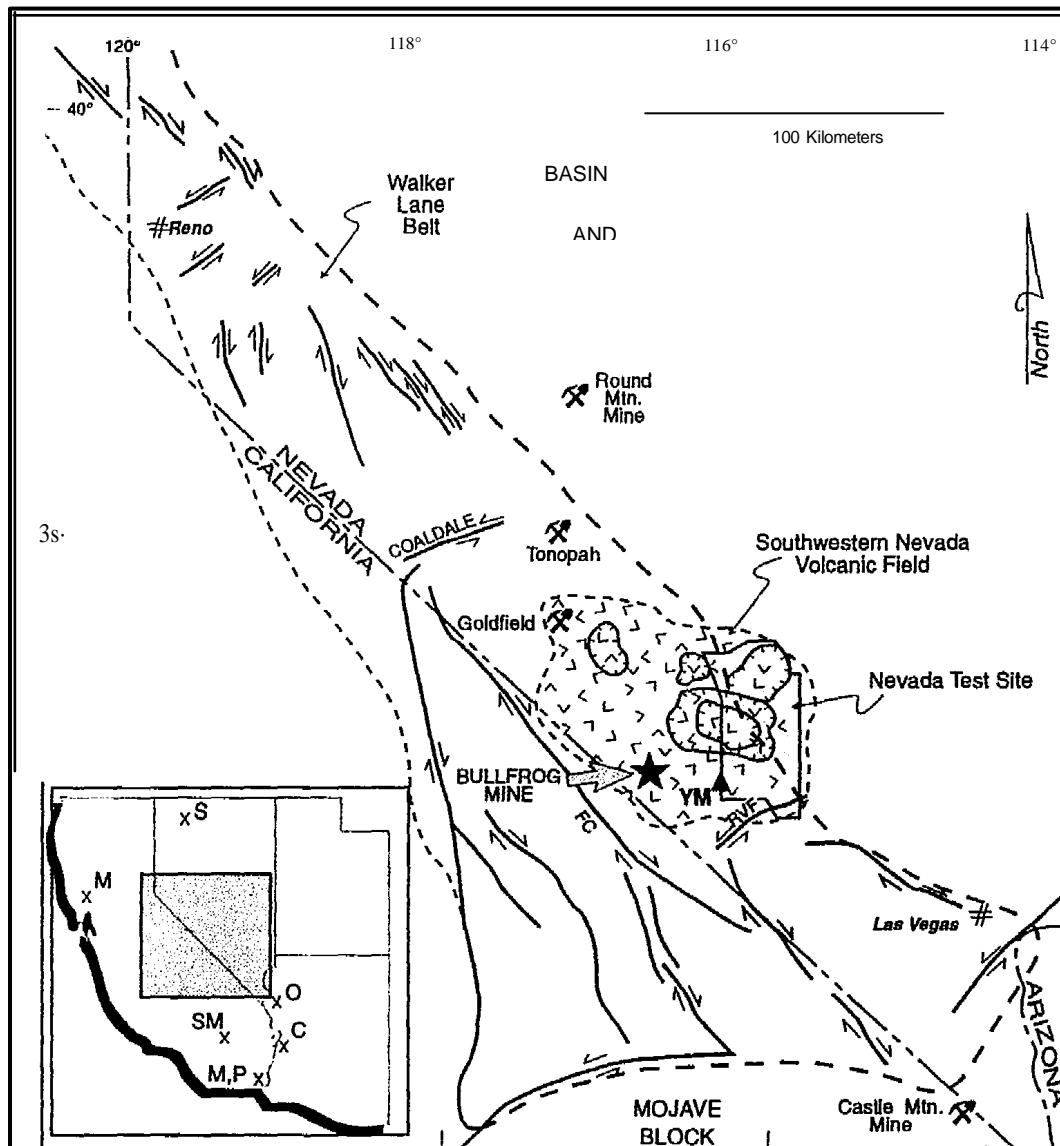 120°
118°
116°
114°
40°
100 Kilometers
BASIN
AND
Walker
Lane
Belt
#Reno
North
Round
Mtn.
Mine
NEVADA
CALIFORNIA
COALDALE
3s·
Tonopah
Southwestern Nevada
Volcanic Field
Goldfield
Nevada Test Site
BULLFROG
MINE
YM
RVF
FC
Las Vegas
#
ARIZONA
S
M
O
SM
C
M,P
MOJAVE
BLOCK
Castle Mtn.
Mine